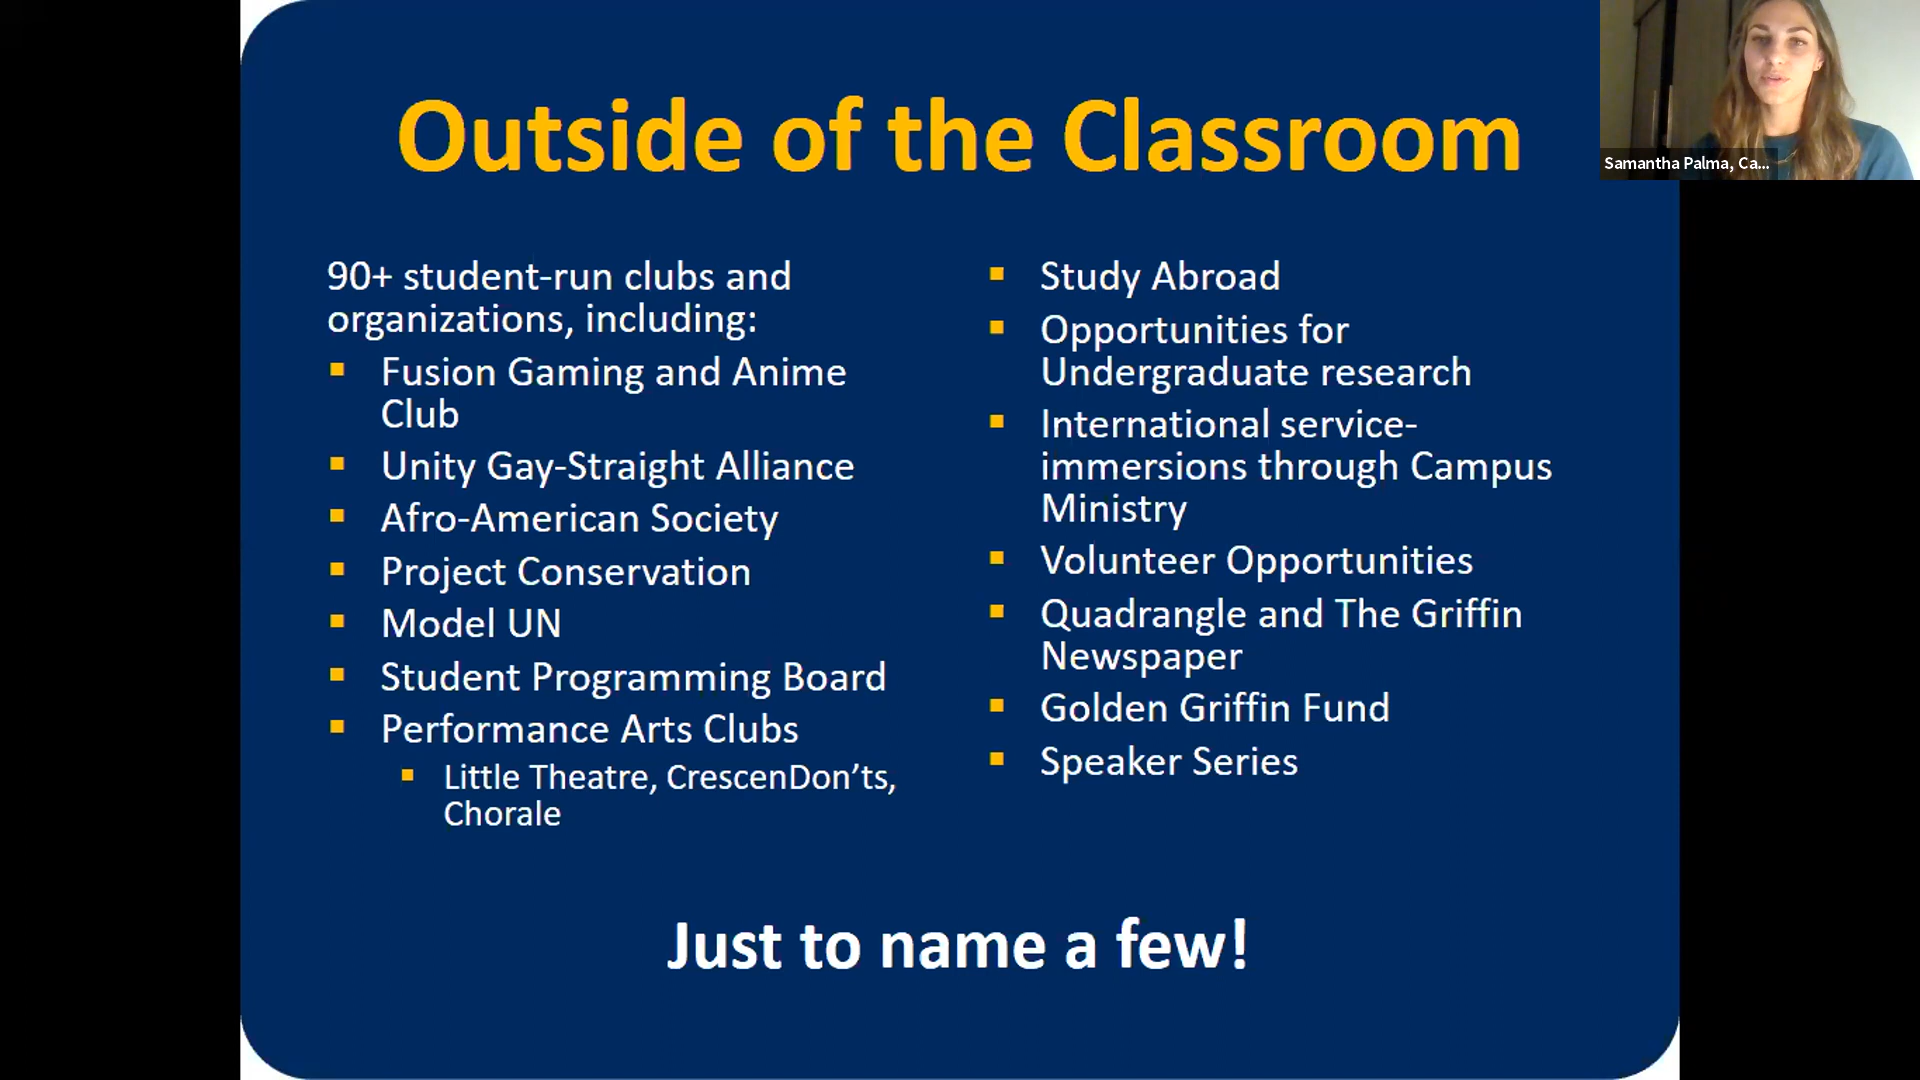 Outside of the Classroom
Samantha Palma, Ca...
90+ student-run clubs and
organizations, including:
Fusion Gaming and Anime
Club
Unity Gay-Straight Alliance
Afro-American Society
Project Conservation
Model UN
Student Programming Board
Performance Arts Clubs
Little Theatre, CrescenDon’ts,
Chorale
Study Abroad
Opportunities for
Undergraduate research
International service-
immersions through Campus
Ministry
Volunteer Opportunities
Quadrangle and The Griffin
Newspaper
Golden Griffin Fund
Speaker Series
Just to name a few!